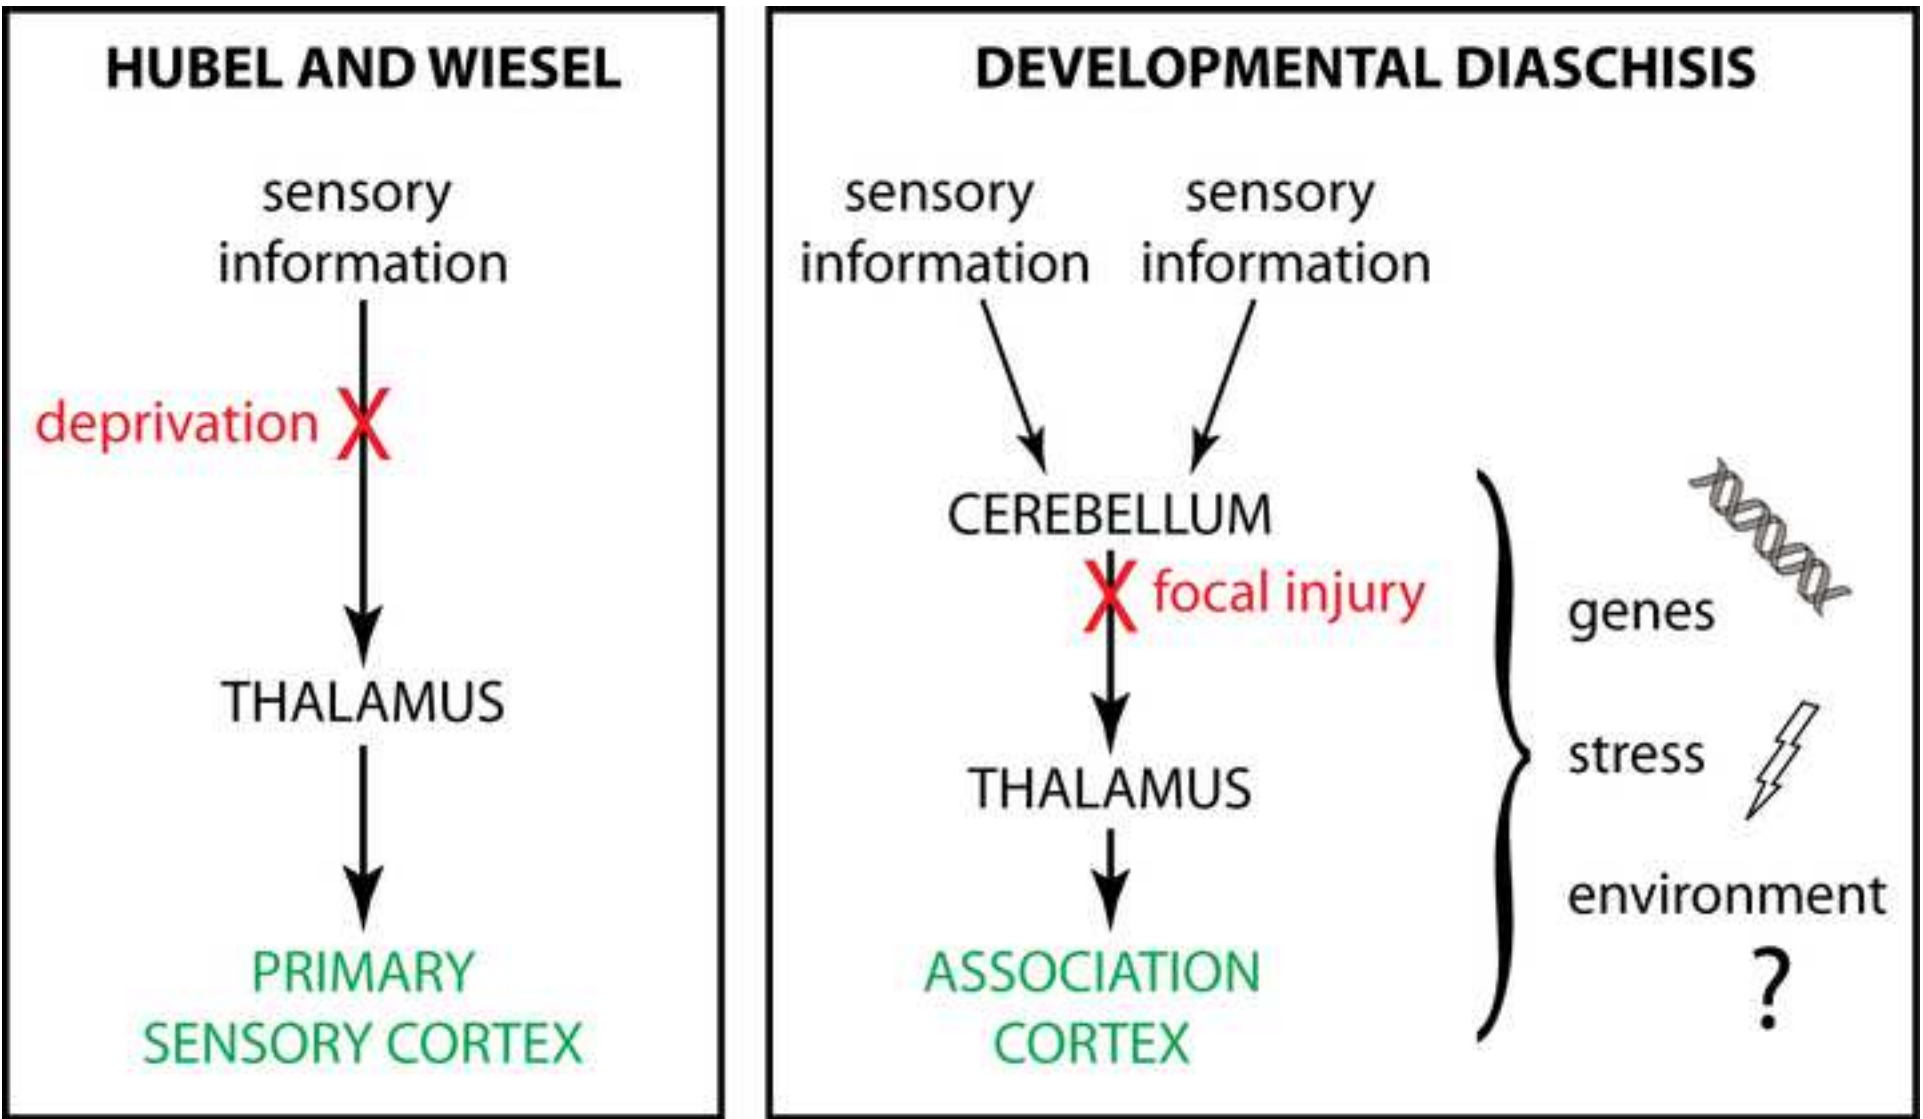 HUBEL AND WIESEL
sensory
information
deprivation X
THALAMUS
PRIMARY
SENSORY CORTEX
DEVELOPMENTAL DIASCHISIS
sensory sensory
information information
CEREBELLUM
X focal injury
THALAMUS
ASSOCIATION
CORTEX
genes
stress
environment
?